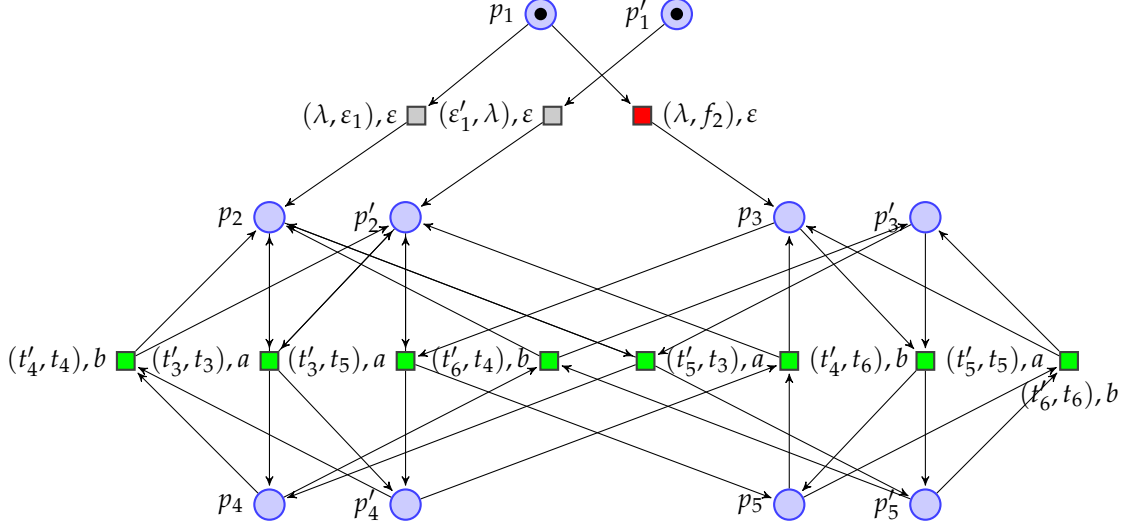 p₁ p′₁
(λ, ε₁), ε (ε′₁, λ), ε (λ, f₂), ε
p₂ p′₂ p₃ p′₃
(t′₄, t₄), b (t′₃, t₃), a (t′₃, t₅), a (t′₆, t₄), b (t′₅, t₃), a (t′₄, t₆), b (t′₅, t₅), a
(t′₆, t₆), b
p₄ p′₄ p₅ p′₅